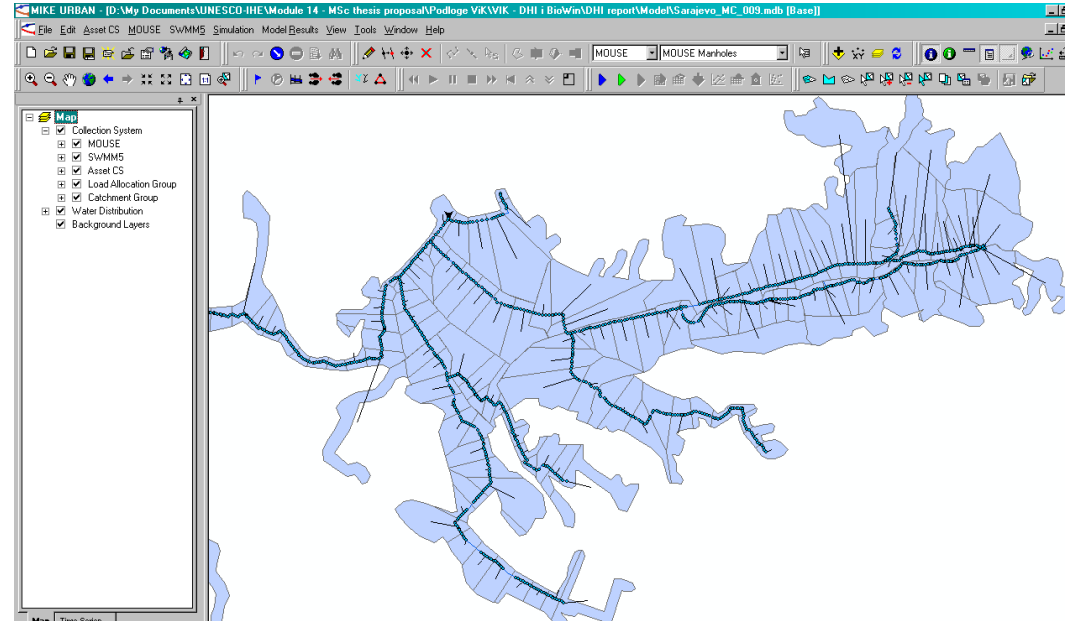 MIKE URBAN - [D:\My Documents\UNESCO-IHE\Module 14 - MSc thesis proposal\Podloge ViK\VIK - DHI i BioWin\DHI report\Model\Sarajevo_MC_009.mdb [Base]]
File Edit Asset CS MOUSE SWMM5 Simulation Model Results View Tools Window Help
MOUSE MOUSE Manholes
Map
Collection System
MOUSE
SWMM5
Asset CS
Load Allocation Group
Catchment Group
Water Distribution
Background Layers
Map Time Series